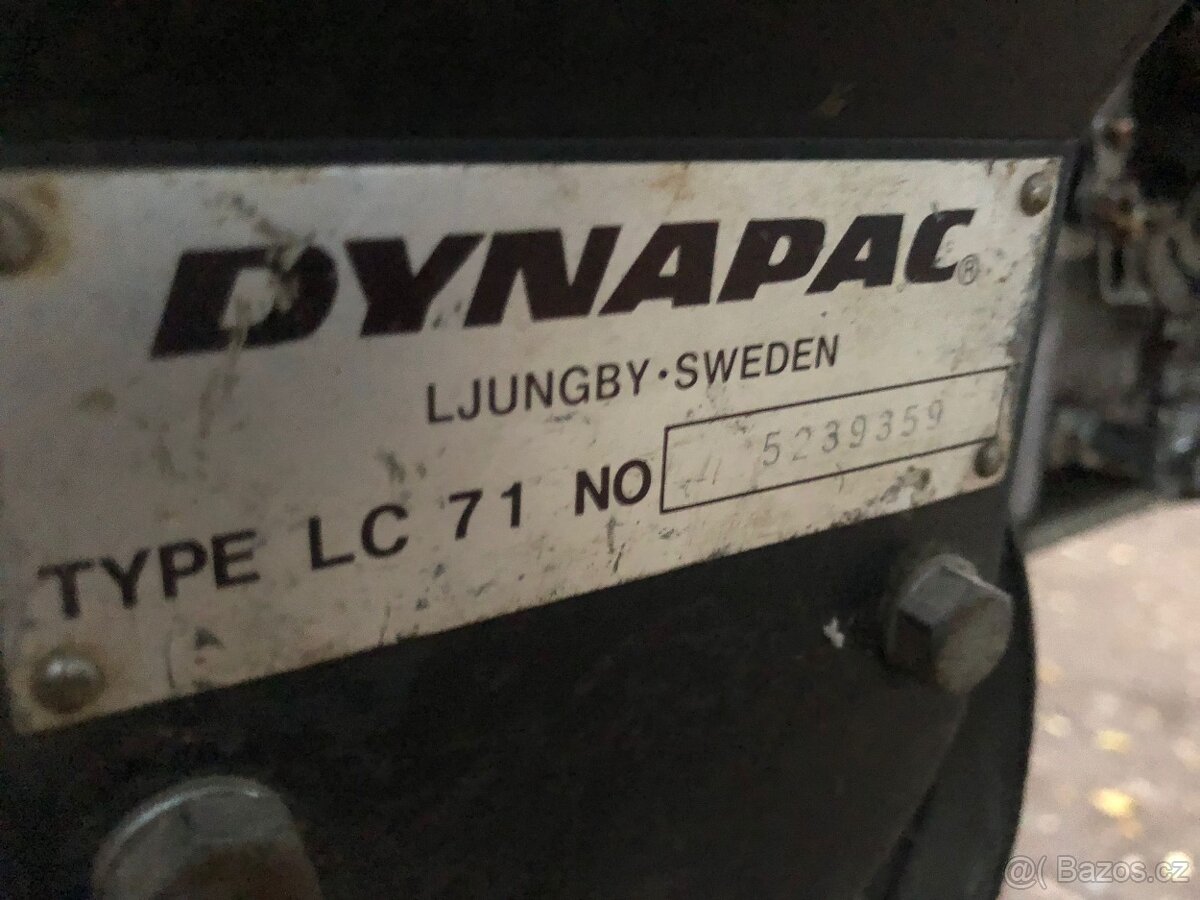 DYNAPAC®
LJUNGBY·SWEDEN
TYPE LC 71 NO 5239359
@( Bazos.cz